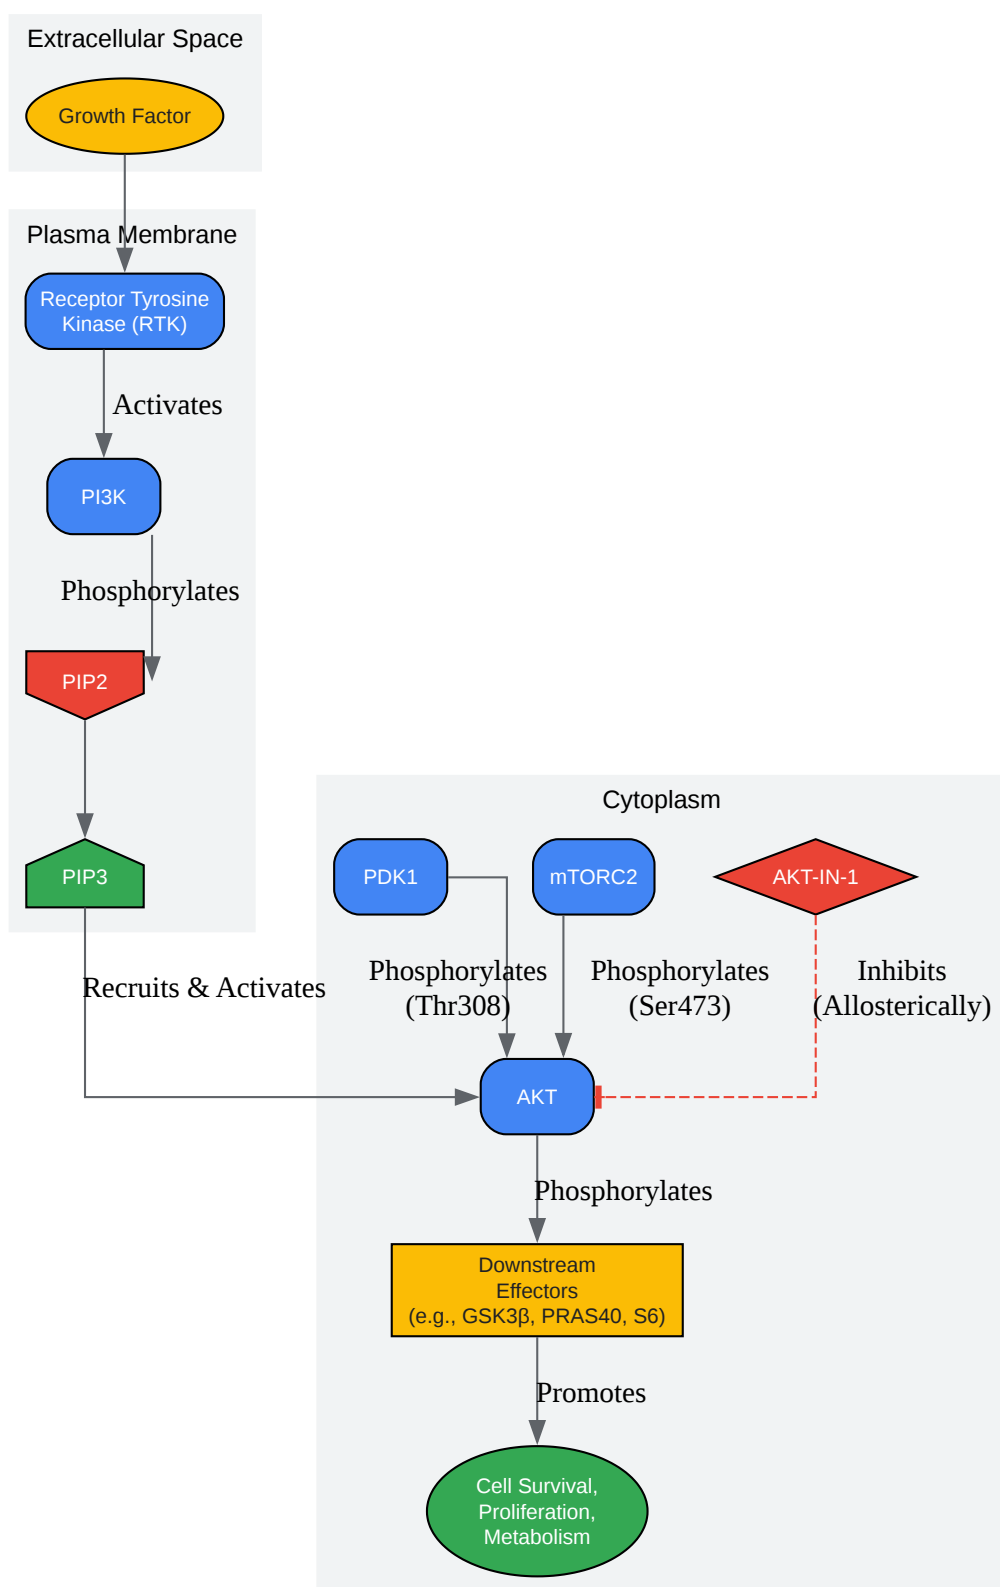 Extracellular Space
Growth Factor
Plasma Membrane
Receptor Tyrosine
Kinase (RTK)
Activates
PI3K
Phosphorylates
PIP2
PIP3
Recruits & Activates
Cytoplasm
PDK1
mTORC2
AKT-IN-1
Phosphorylates
(Thr308)
Phosphorylates
(Ser473)
Inhibits
(Allosterically)
AKT
Phosphorylates
Downstream
Effectors
(e.g., GSK3β, PRAS40, S6)
Promotes
Cell Survival,
Proliferation,
Metabolism